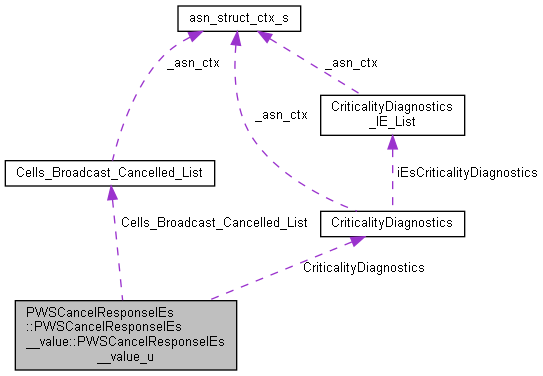 asn_struct_ctx_s
_asn_ctx
_asn_ctx
_asn_ctx
CriticalityDiagnostics
_IE_List
Cells_Broadcast_Cancelled_List
iEsCriticalityDiagnostics
Cells_Broadcast_Cancelled_List
CriticalityDiagnostics
CriticalityDiagnostics
PWSCancelResponseIEs
::PWSCancelResponseIEs
__value::PWSCancelResponseIEs
__value_u